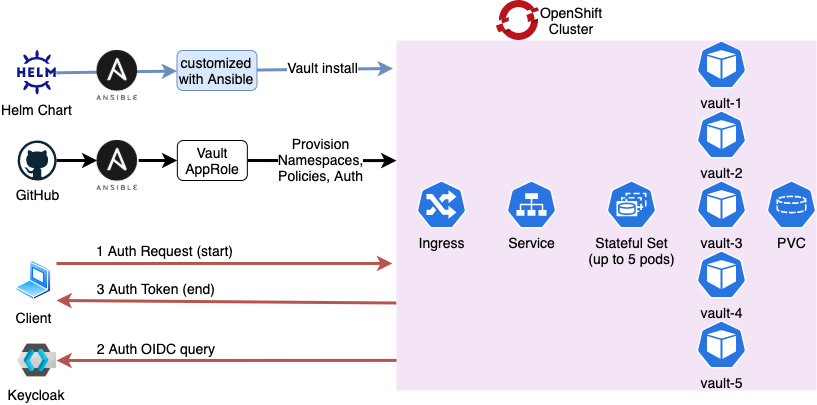 OpenShift
Cluster
HELM
Helm Chart
ANSIBLE
customized
with Ansible
Vault install
GitHub
ANSIBLE
Vault
AppRole
Provision
Namespaces,
Policies, Auth
1 Auth Request (start)
3 Auth Token (end)
Client
2 Auth OIDC query
Keycloak
Ingress
Service
Stateful Set
(up to 5 pods)
vault-1
vault-2
vault-3
vault-4
vault-5
PVC